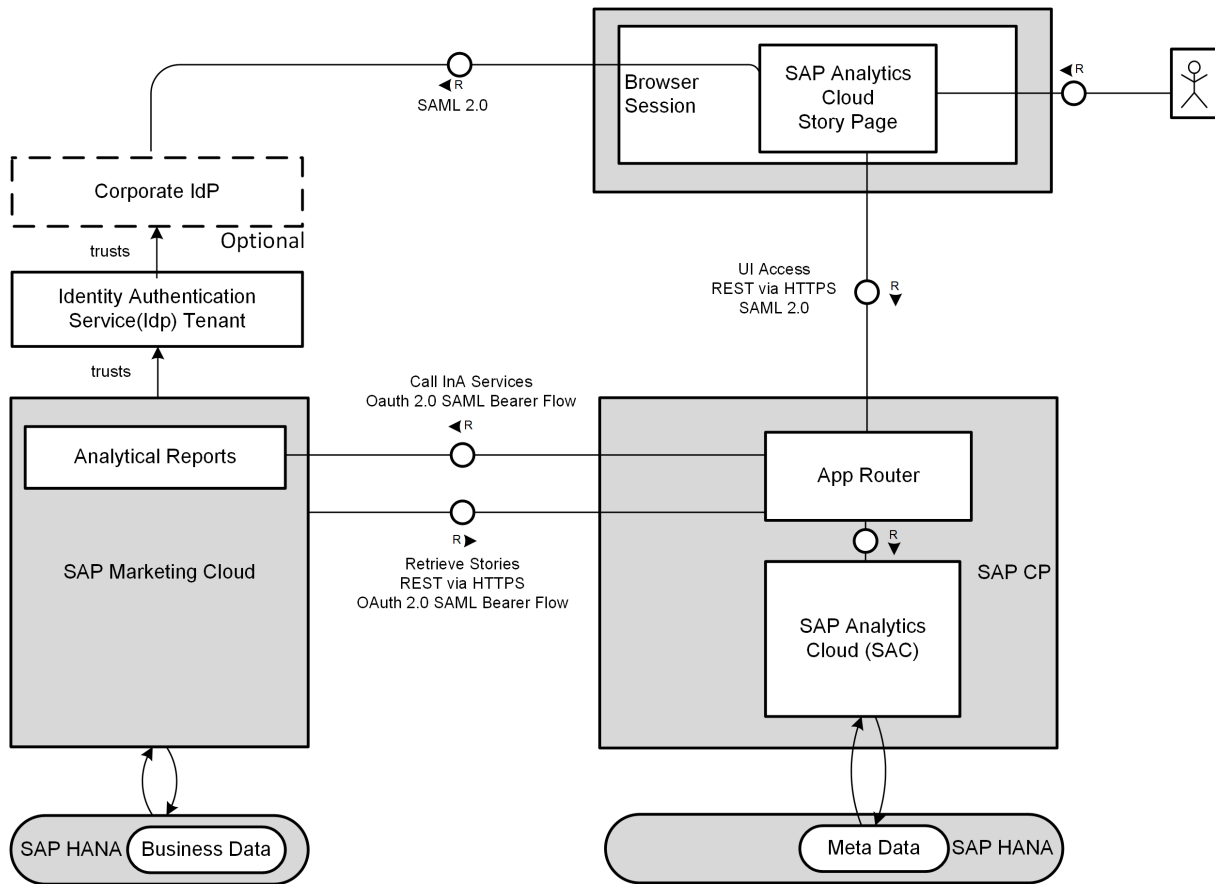 SAP Analytics
Cloud
Story Page
Browser
Session
R
R
SAML 2.0
Corporate IdP
Optional
trusts
Identity Authentication
Service(Idp) Tenant
trusts
UI Access
REST via HTTPS
SAML 2.0
R
Call InA Services
Oauth 2.0 SAML Bearer Flow
R
Analytical Reports
App Router
R
R
Retrieve Stories
REST via HTTPS
OAuth 2.0 SAML Bearer Flow
SAP Marketing Cloud
SAP CP
SAP Analytics
Cloud (SAC)
SAP HANA
Business Data
Meta Data
SAP HANA